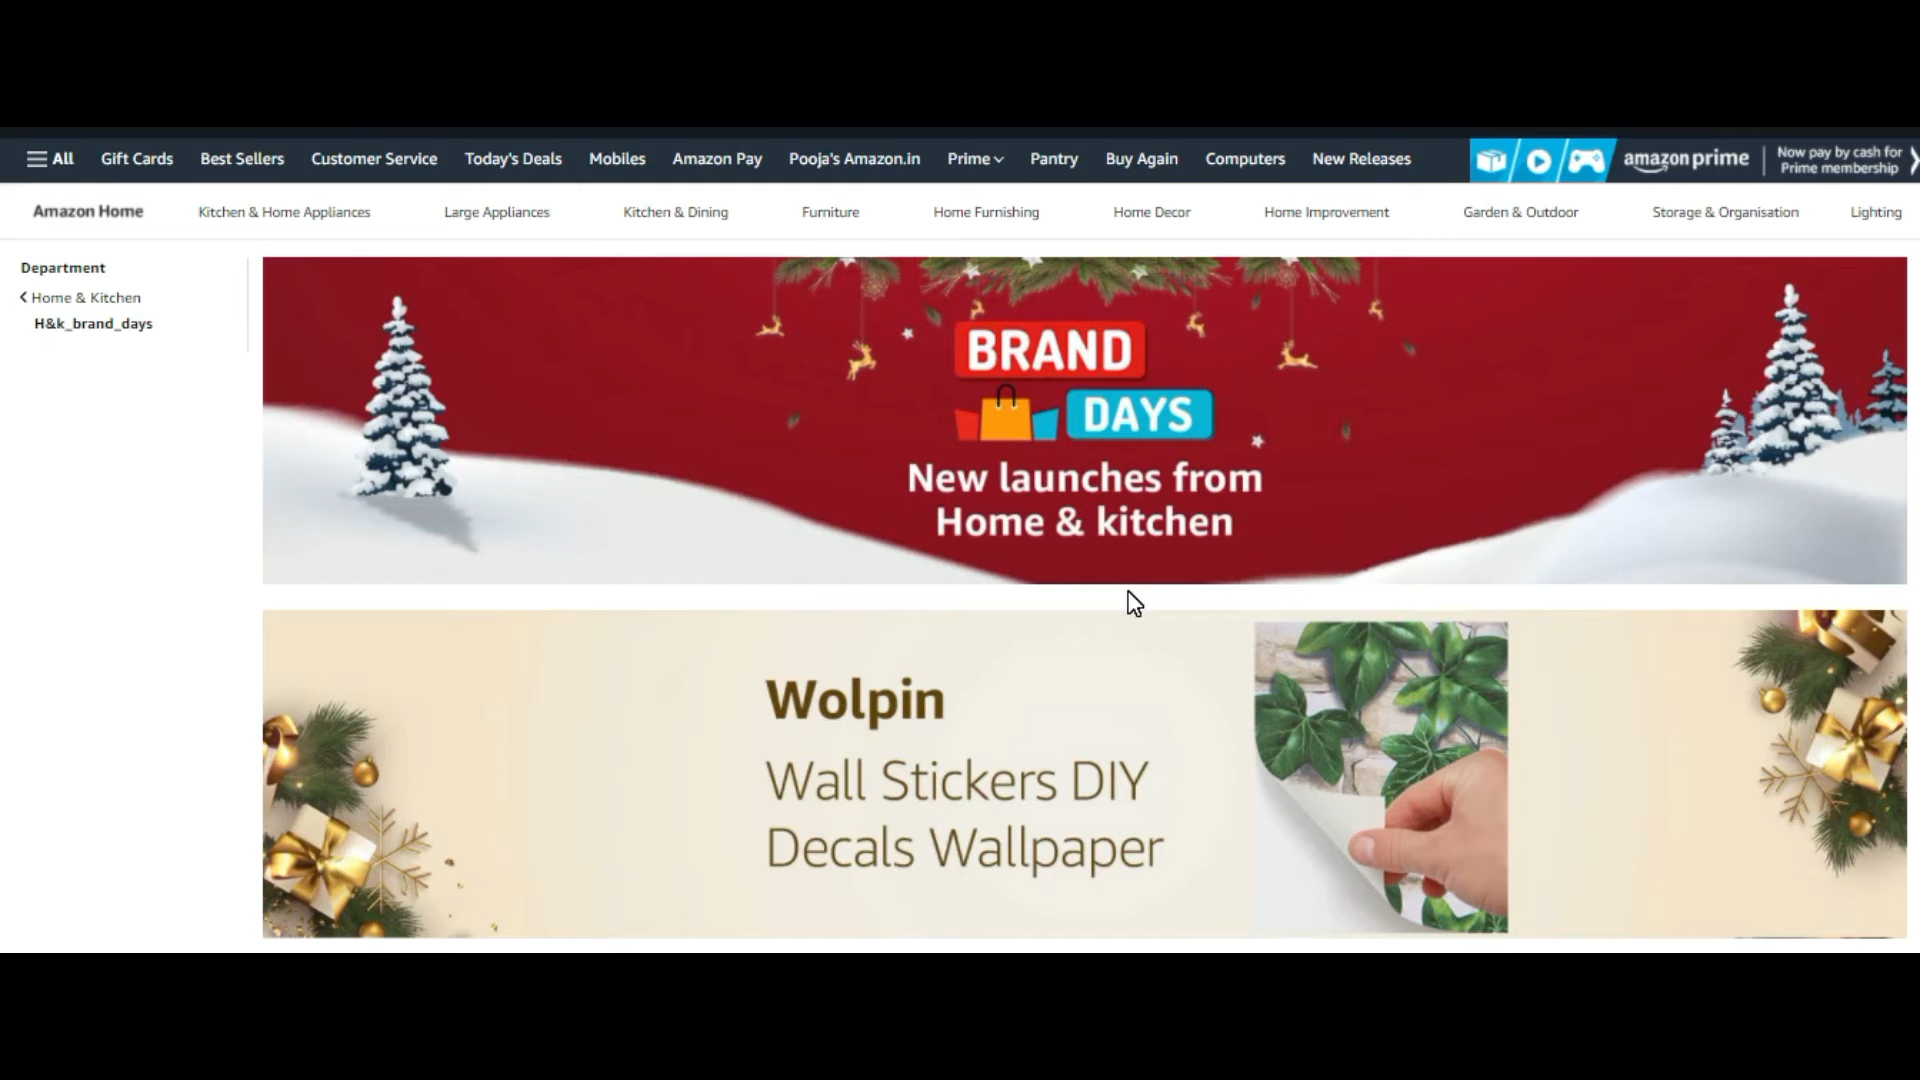 All Gift Cards Best Sellers Customer Service Today's Deals Mobiles Amazon Pay Pooja's Amazon.in Prime Pantry Buy Again Computers New Releases amazon prime Now pay by cash for
Prime membership
Amazon Home Kitchen & Home Appliances Large Appliances Kitchen & Dining Furniture Home Furnishing Home Decor Home Improvement Garden & Outdoor Storage & Organisation Lighting
Department
Home & Kitchen
H&k_brand_days
BRAND
DAYS
New launches from
Home & kitchen
Wolpin
Wall Stickers DIY
Decals Wallpaper